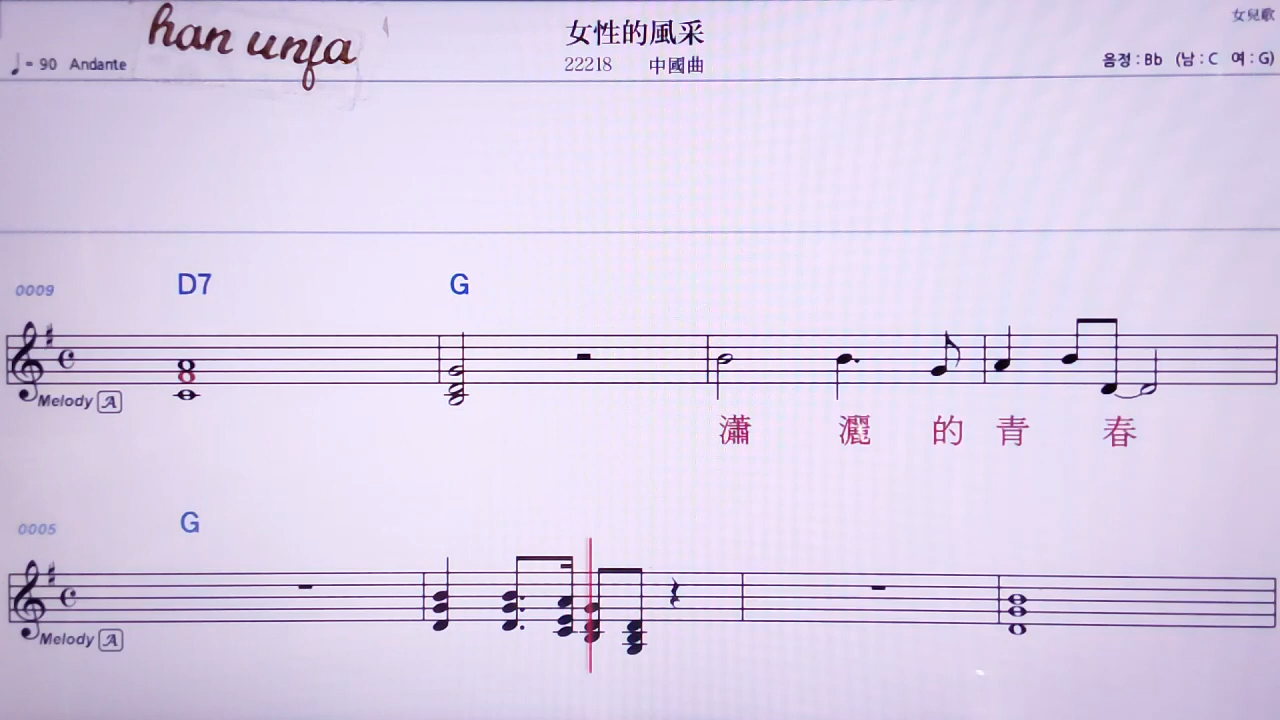 han unfa
女性的風采
女兒歌
♩= 90 Andante
22218 中國曲
음정 : Bb (남 : C 여 : G)
D7 G
0009
Melody A
瀟 灑 的 青 春
G
0005
Melody A